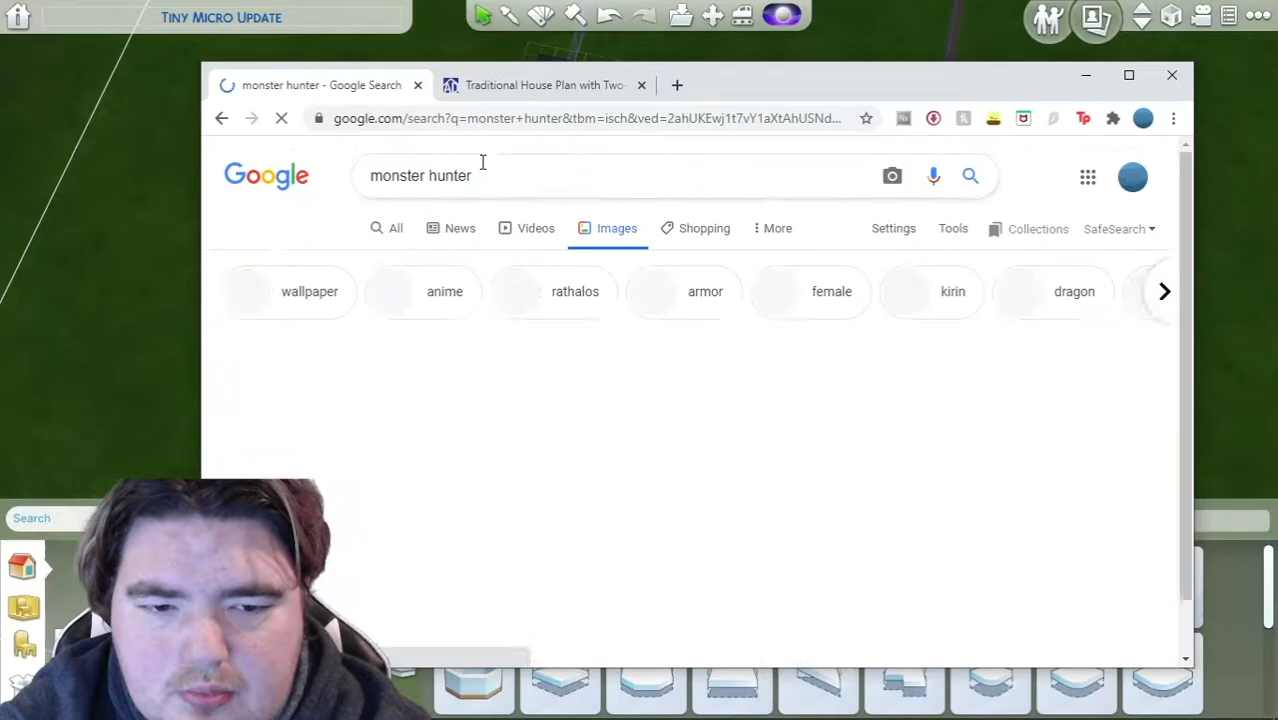 TINY MICRO UPDATE
monster hunter - Google Search
Traditional House Plan with Two
google.com/search?q=monster+hunter&tbm=isch&ved=2ahUKEwj1t7vY1aXtAhUSNd...
Google
monster hunter
All
News
Videos
Images
Shopping
More
Settings
Tools
Collections
SafeSearch
wallpaper
anime
rathalos
armor
female
kirin
dragon
Search